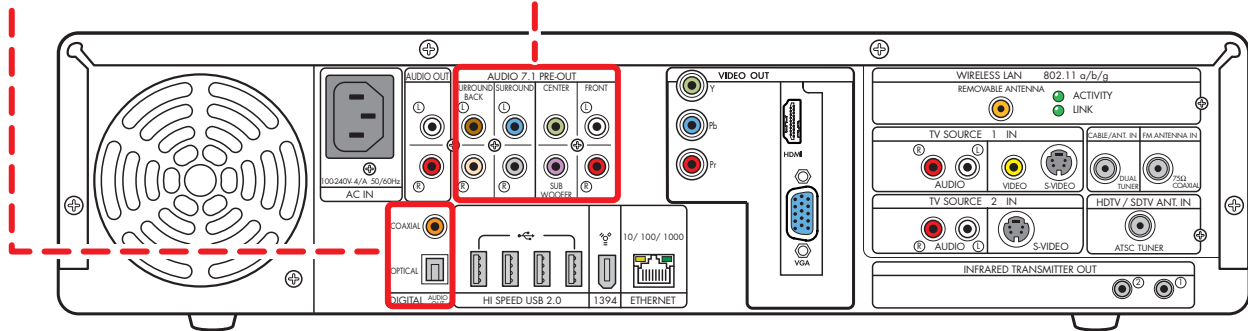 AUDIO OUT
L
R
AUDIO 7.1 PRE-OUT
SURROUND BACK
SURROUND
CENTER
FRONT
L
L
L
R
R
SUB WOOFER
R
100-240V-4/A 50/60Hz
AC IN
COAXIAL
OPTICAL
DIGITAL AUDIO OUT
HI SPEED USB 2.0
1394
10/ 100/ 1000
ETHERNET
VIDEO OUT
Y
Pb
Pr
HDMI
VGA
WIRELESS LAN 802.11 a/b/g
REMOVABLE ANTENNA
ACTIVITY
LINK
TV SOURCE 1 IN
R
L
AUDIO
VIDEO
S-VIDEO
CABLE/ANT. IN
DUAL TUNER
FM ANTENNA IN
75Ω COAXIAL
TV SOURCE 2 IN
R AUDIO L
S-VIDEO
HDTV / SDTV ANT. IN
ATSC TUNER
INFRARED TRANSMITTER OUT
2
1